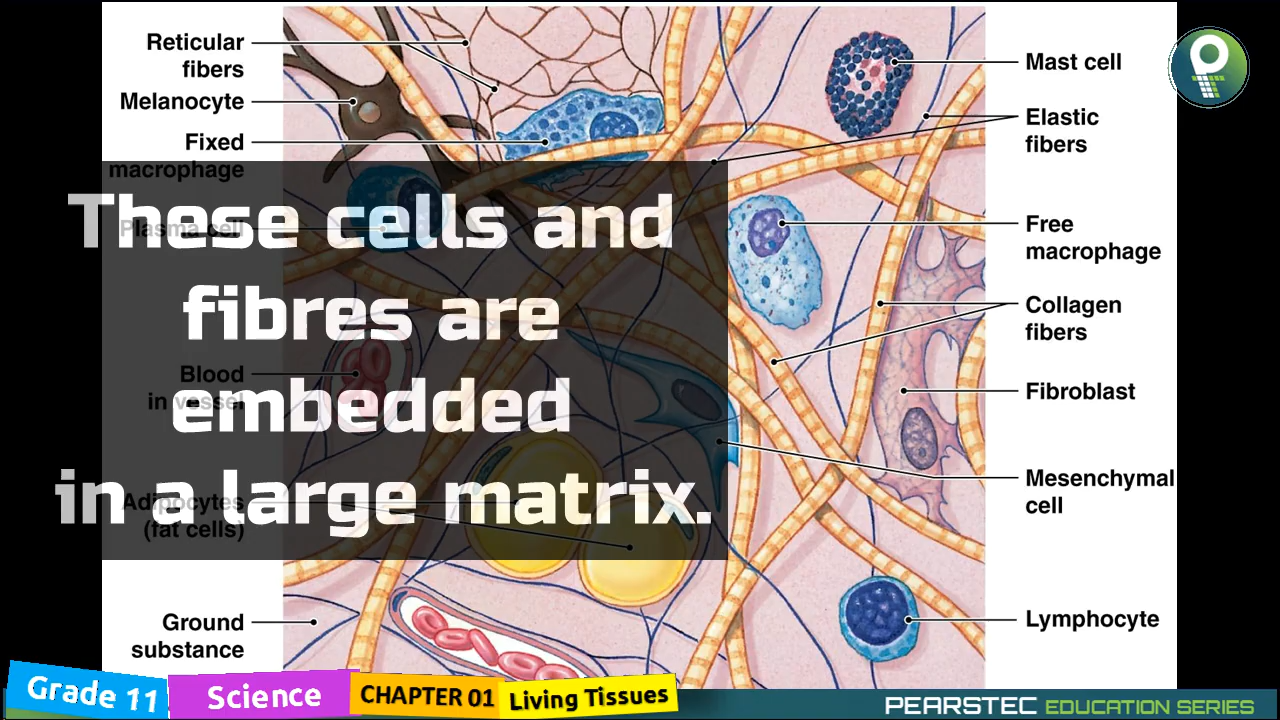 Reticular
fibers
Melanocyte
Fixed
macrophage
Plasma cell
Blood
in vessel
Adipocytes
(fat cells)
Ground
substance
These cells and
fibres are
embedded
in a large matrix.
Mast cell
Elastic
fibers
Free
macrophage
Collagen
fibers
Fibroblast
Mesenchymal
cell
Lymphocyte
Grade 11 Science CHAPTER 01 Living Tissues
PEARSTEC EDUCATION SERIES